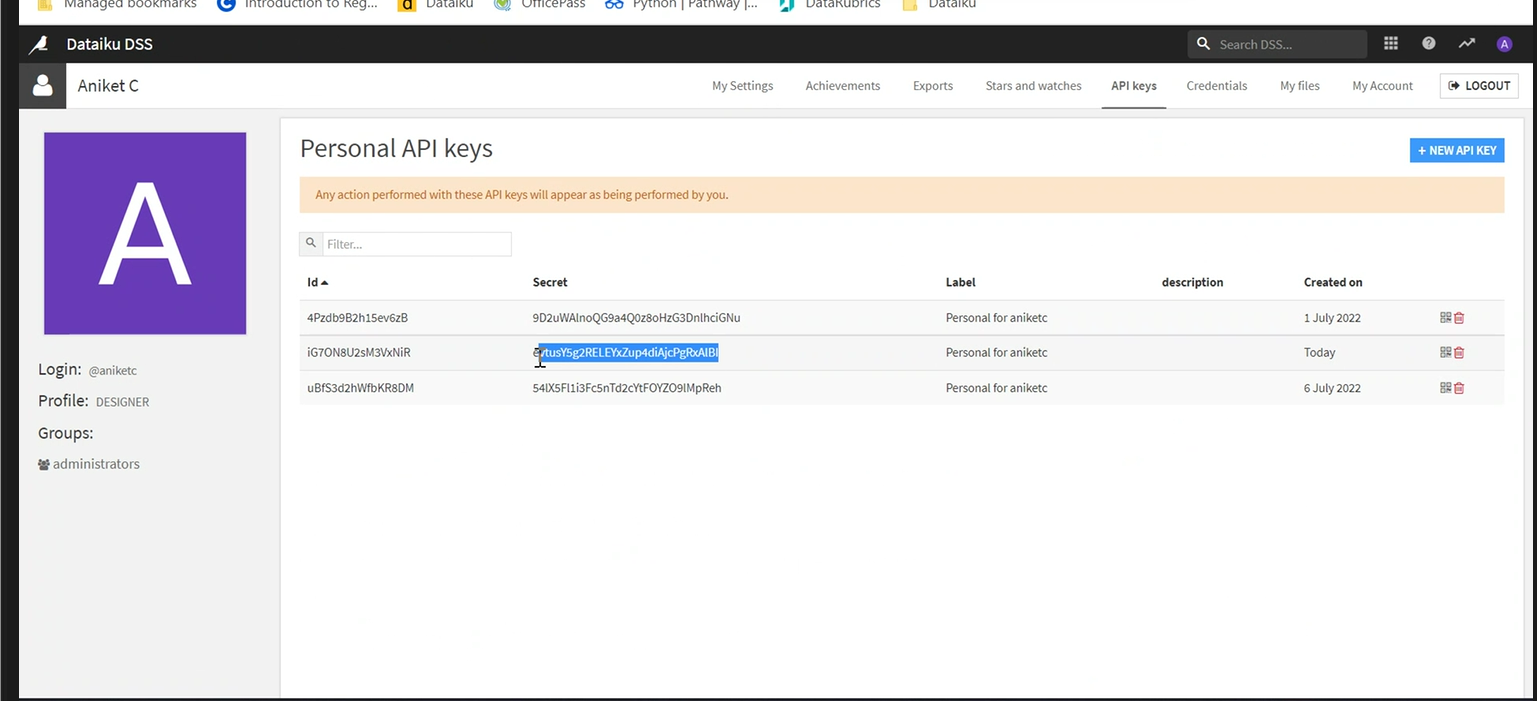 Managed bookmarks Introduction to Reg... Dataiku OfficePass Python | Pathway |... DataRubrics Dataiku
Dataiku DSS Search DSS... A
Aniket C My Settings Achievements Exports Stars and watches API keys Credentials My files My Account LOGOUT
A
Personal API keys + NEW API KEY
Any action performed with these API keys will appear as being performed by you.
Filter...
Id Secret Label description Created on
4Pzdb9B2h15ev6zB Personal for aniketc 1 July 2022
iG7ON8U2sM3VxNiR Personal for aniketc Today
uBfS3d2hWfbKR8DM Personal for aniketc 6 July 2022
Login: @aniketc
Profile: DESIGNER
Groups:
administrators